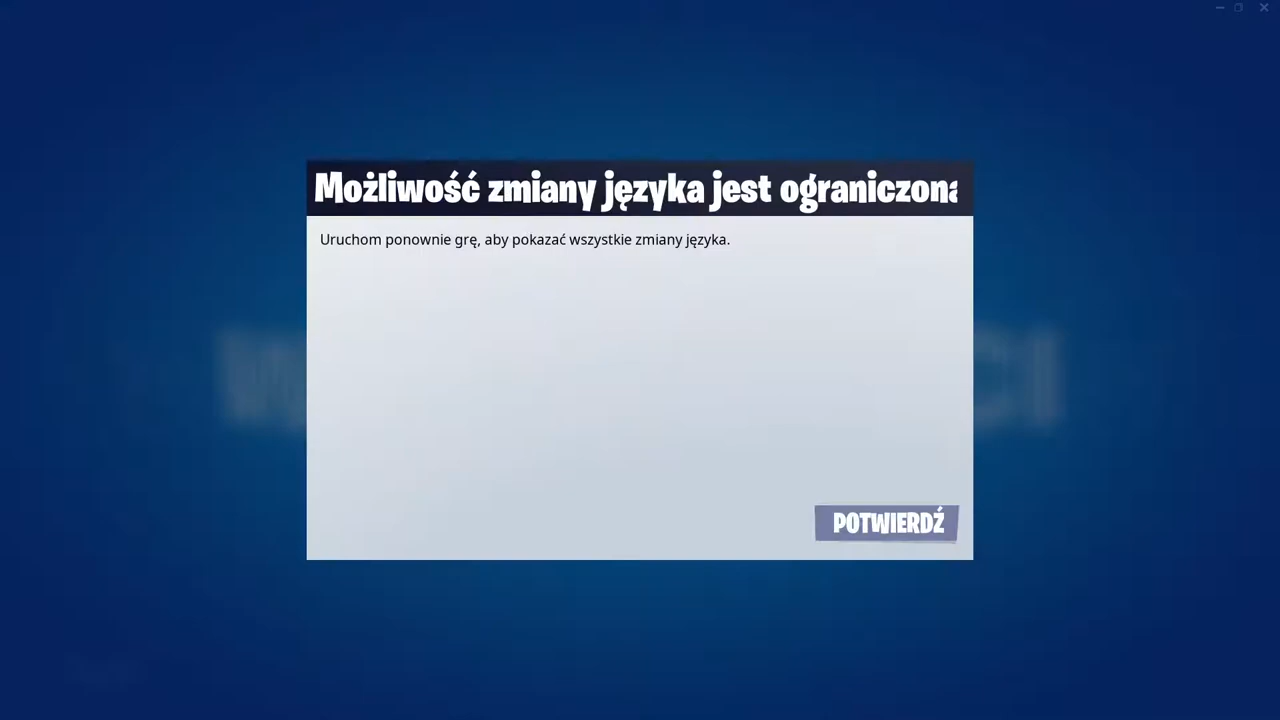 Możliwość zmiany języka jest ograniczona
Uruchom ponownie grę, aby pokazać wszystkie zmiany języka.
POTWIERDŹ